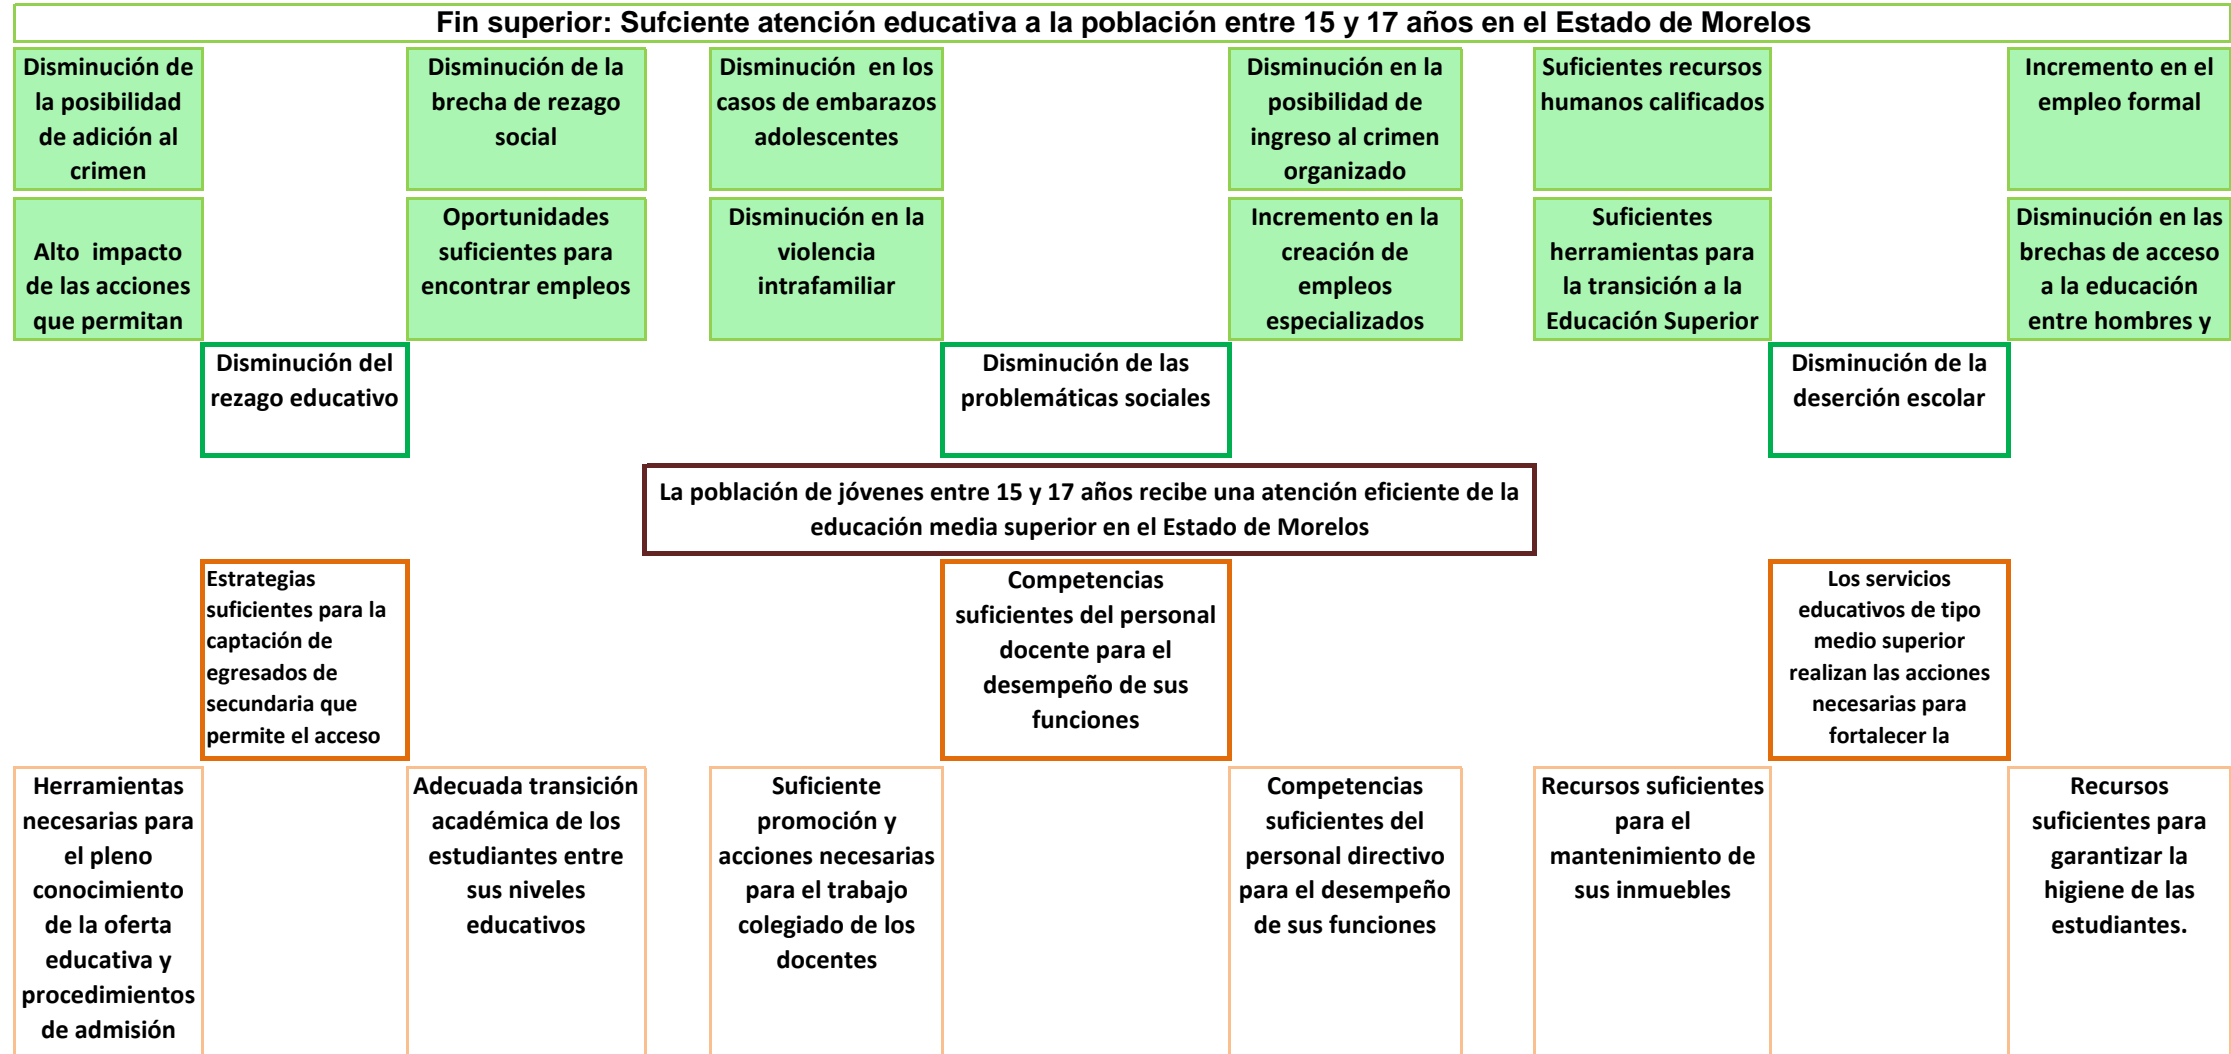 Fin superior: Sufciente atención educativa a la población entre 15 y 17 años en el Estado de Morelos
Disminución de
la posibilidad
de adición al
crimen
Disminución de la
brecha de rezago
social
Disminución en los
casos de embarazos
adolescentes
Disminución en la
posibilidad de
ingreso al crimen
organizado
Suficientes recursos
humanos calificados
Incremento en el
empleo formal
Alto impacto
de las acciones
que permitan
Oportunidades
suficientes para
encontrar empleos
Disminución en la
violencia
intrafamiliar
Incremento en la
creación de
empleos
especializados
Suficientes
herramientas para
la transición a la
Educación Superior
Disminución en las
brechas de acceso
a la educación
entre hombres y
Disminución del
rezago educativo
Disminución de las
problemáticas sociales
Disminución de la
deserción escolar
La población de jóvenes entre 15 y 17 años recibe una atención eficiente de la
educación media superior en el Estado de Morelos
Estrategias
suficientes para la
captación de
egresados de
secundaria que
permite el acceso
Competencias
suficientes del personal
docente para el
desempeño de sus
funciones
Los servicios
educativos de tipo
medio superior
realizan las acciones
necesarias para
fortalecer la
Herramientas
necesarias para
el pleno
conocimiento
de la oferta
educativa y
procedimientos
de admisión
Adecuada transición
académica de los
estudiantes entre
sus niveles
educativos
Suficiente
promoción y
acciones necesarias
para el trabajo
colegiado de los
docentes
Competencias
suficientes del
personal directivo
para el desempeño
de sus funciones
Recursos suficientes
para el
mantenimiento de
sus inmuebles
Recursos
suficientes para
garantizar la
higiene de las
estudiantes.